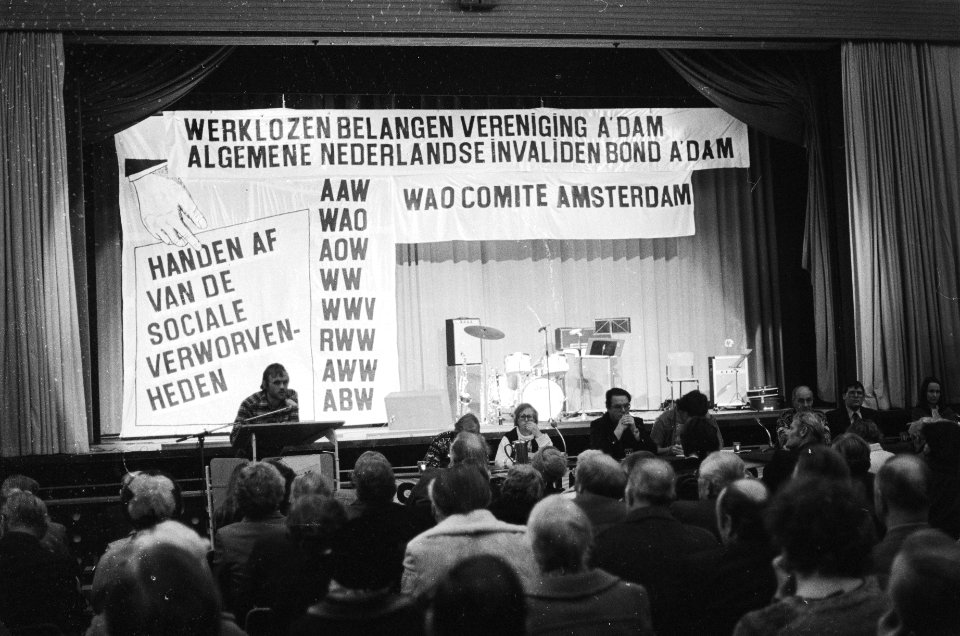 WERKLOZEN BELANGEN VERENIGING A'DAM
ALGEMENE NEDERLANDSE INVALIDEN BOND A'DAM
WAO COMITE AMSTERDAM
HANDEN AF
VAN DE
SOCIALE
VERWORVEN-
HEDEN
AAW
WAO
AOW
WW
WWV
RWW
AWW
ABW